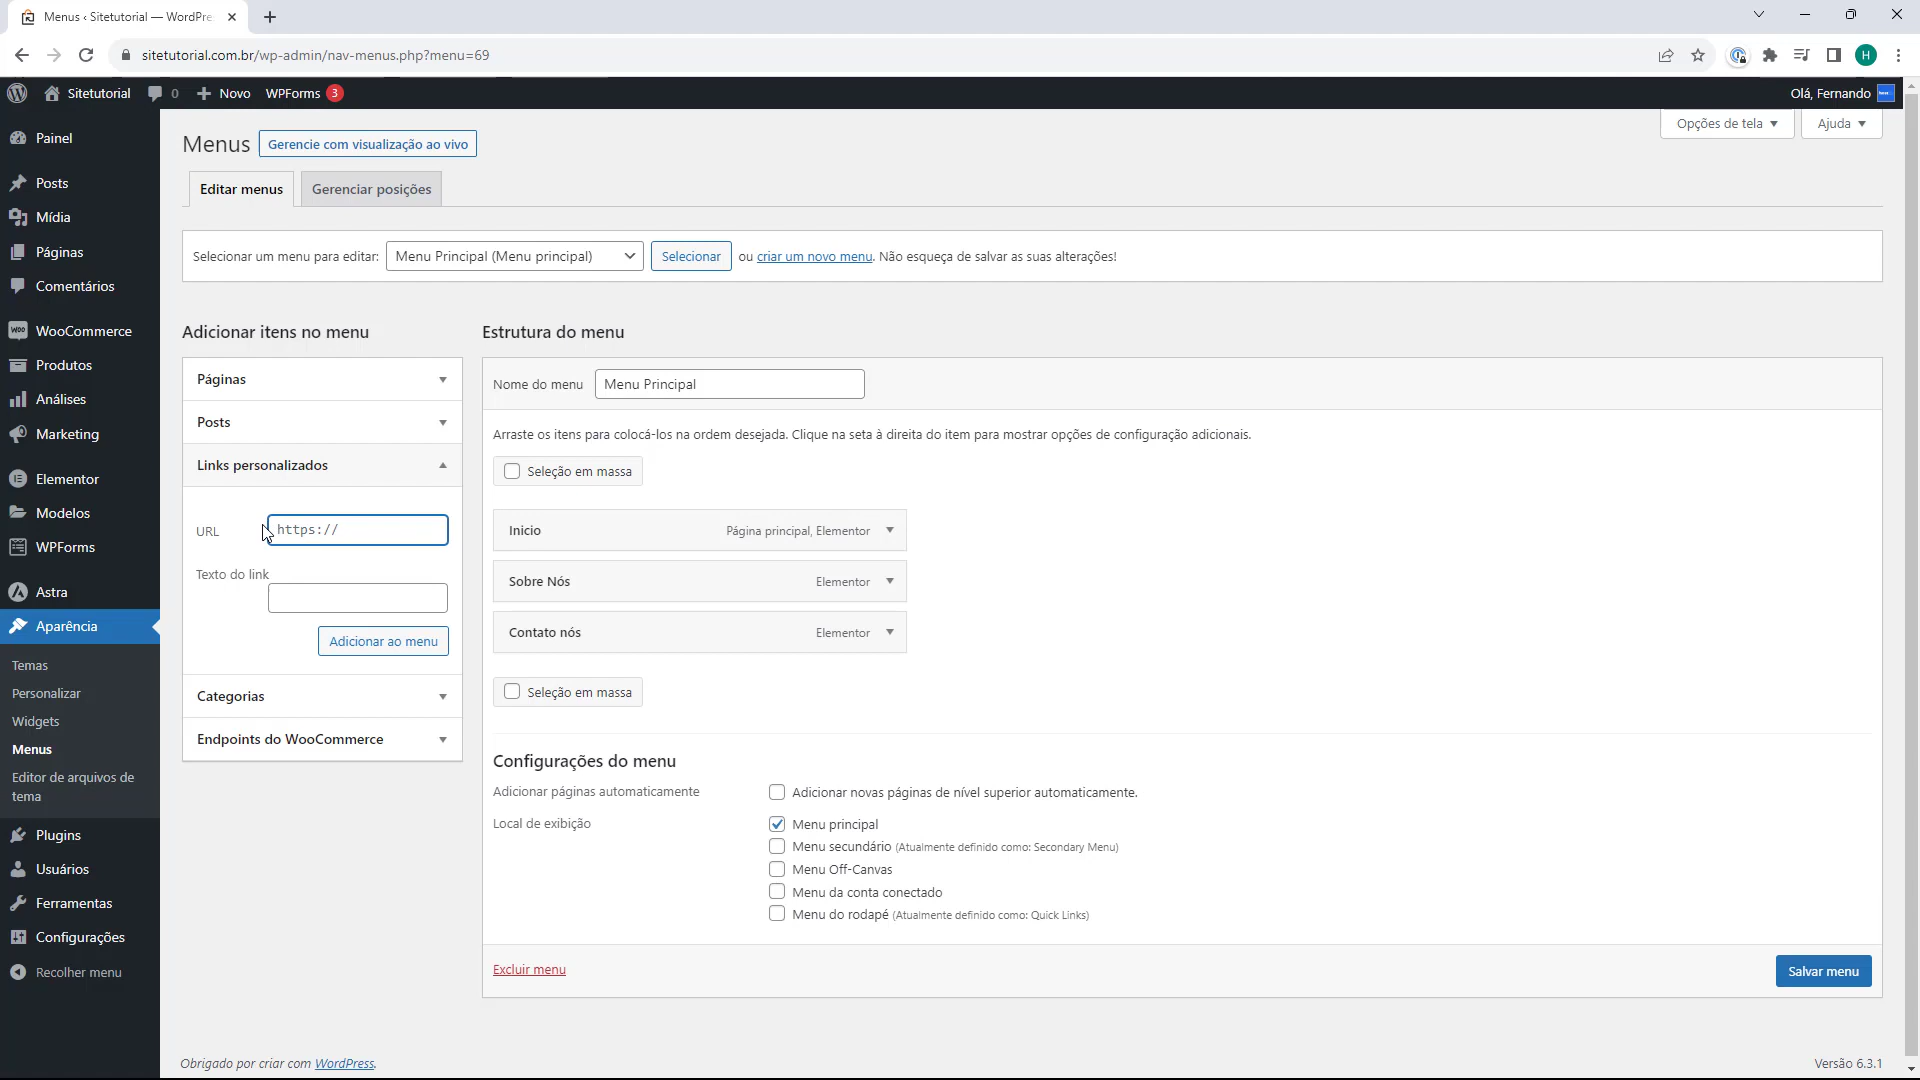 Menus ‹ Sitetutorial — WordPre
sitetutorial.com.br/wp-admin/nav-menus.php?menu=69
H
Sitetutorial
0
Novo
WPForms 3
Olá, Fernando
Painel
Posts
Mídia
Páginas
Comentários
WooCommerce
Produtos
Análises
Marketing
Elementor
Modelos
WPForms
Astra
Aparência
Temas
Personalizar
Widgets
Menus
Editor de arquivos de
tema
Plugins
Usuários
Ferramentas
Configurações
Recolher menu
Opções de tela
Ajuda
Menus
Gerencie com visualização ao vivo
Editar menus
Gerenciar posições
Selecionar um menu para editar: Menu Principal (Menu principal) Selecionar ou criar um novo menu. Não esqueça de salvar as suas alterações!
Adicionar itens no menu
Páginas
Posts
Links personalizados
URL https://
Texto do link
Adicionar ao menu
Categorias
Endpoints do WooCommerce
Estrutura do menu
Nome do menu Menu Principal
Arraste os itens para colocá-los na ordem desejada. Clique na seta à direita do item para mostrar opções de configuração adicionais.
Seleção em massa
Inicio Página principal, Elementor
Sobre Nós Elementor
Contato nós Elementor
Seleção em massa
Configurações do menu
Adicionar páginas automaticamente Adicionar novas páginas de nível superior automaticamente.
Local de exibição Menu principal
Menu secundário (Atualmente definido como: Secondary Menu)
Menu Off-Canvas
Menu da conta conectado
Menu do rodapé (Atualmente definido como: Quick Links)
Excluir menu
Salvar menu
Obrigado por criar com WordPress.
Versão 6.3.1